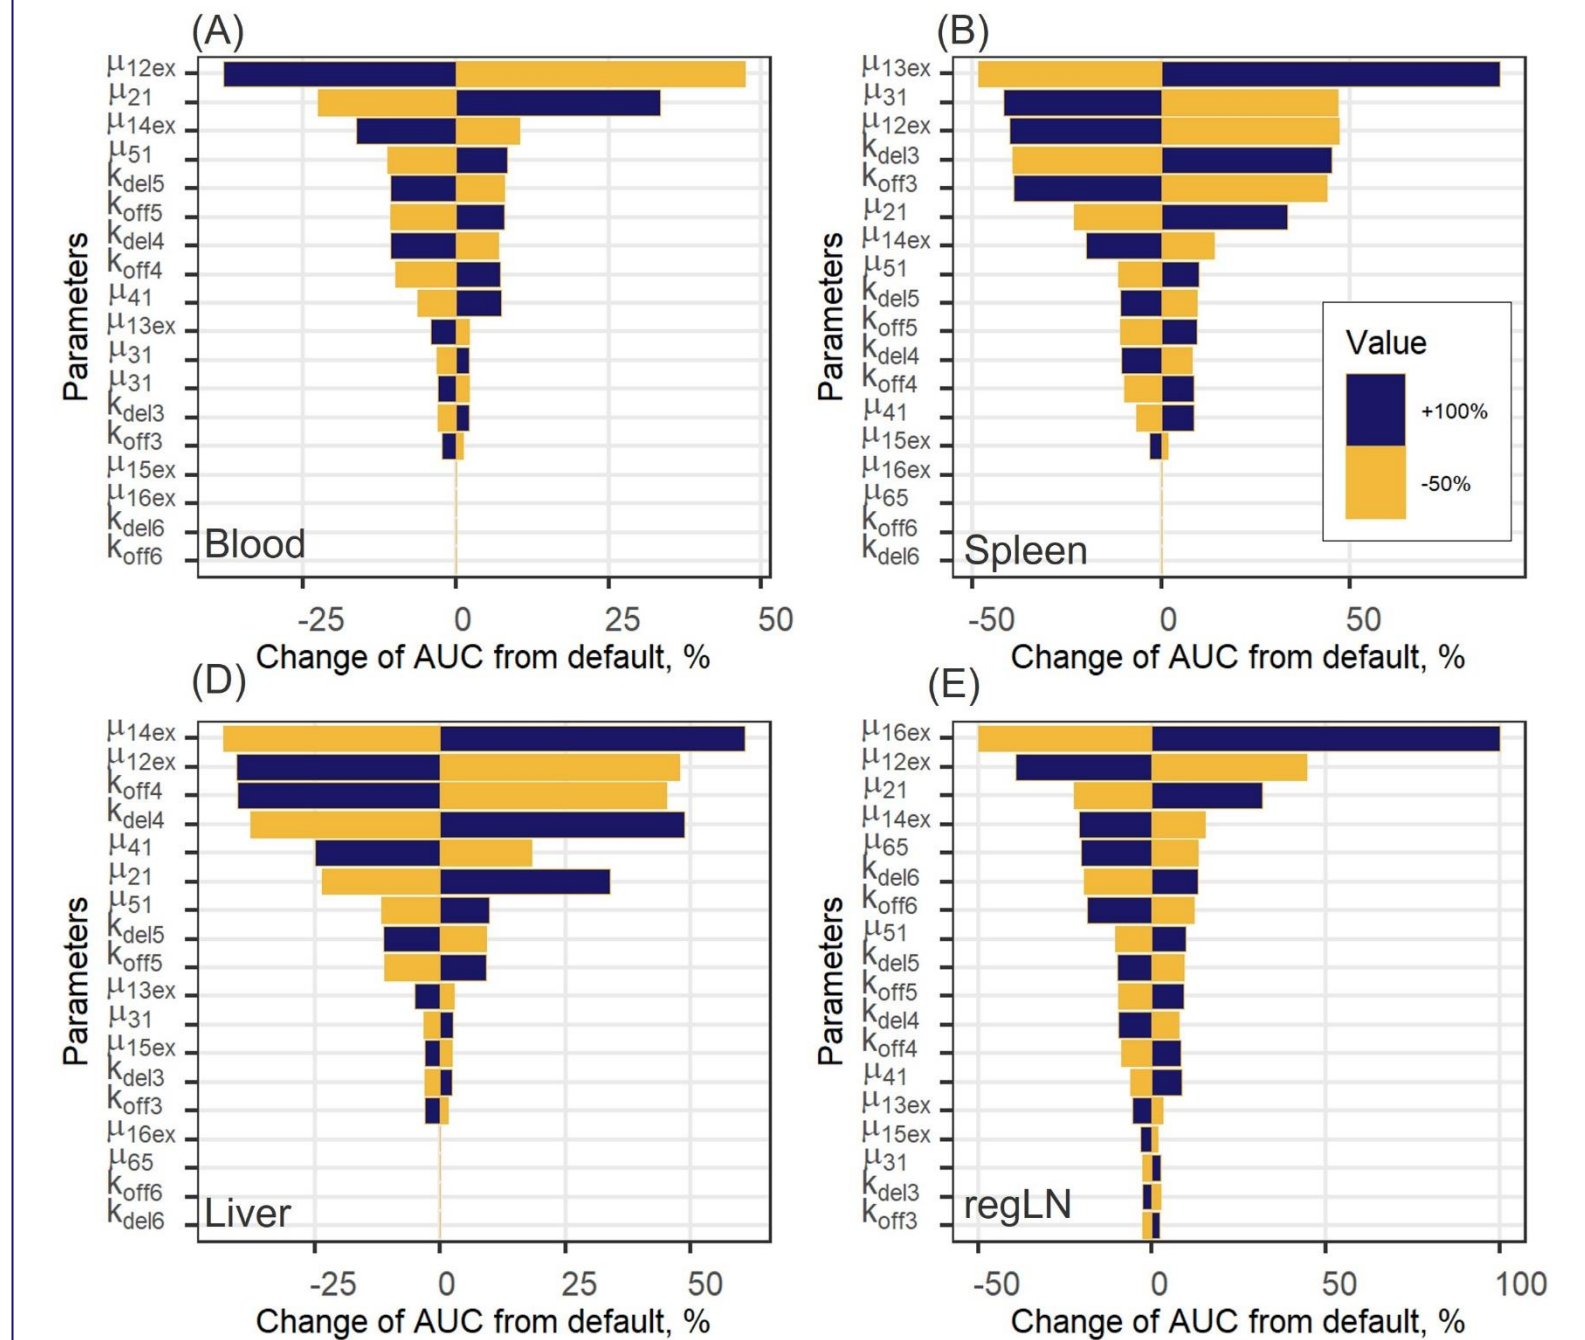 (A)
Parameters
μ12ex
μ21
μ14ex
μ51
kdel5
koff5
kdel4
koff4
μ41
μ13ex
μ31
μ31
kdel3
koff3
μ15ex
μ16ex
kdel6
koff6
Blood
-25 0 25 50
Change of AUC from default, %
(B)
Parameters
μ13ex
μ31
μ12ex
kdel3
koff3
μ21
μ14ex
μ51
kdel5
koff5
kdel4
koff4
μ41
μ15ex
μ16ex
μ65
koff6
kdel6
Spleen
Value
+100%
-50%
-50 0 50
Change of AUC from default, %
(D)
Parameters
μ14ex
μ12ex
koff4
kdel4
μ41
μ21
μ51
kdel5
koff5
μ13ex
μ31
μ15ex
kdel3
koff3
μ16ex
μ65
koff6
kdel6
Liver
-25 0 25 50
Change of AUC from default, %
(E)
Parameters
μ16ex
μ12ex
μ21
μ14ex
μ65
kdel6
koff6
μ51
kdel5
koff5
kdel4
koff4
μ41
μ13ex
μ15ex
μ31
kdel3
koff3
regLN
-50 0 50 100
Change of AUC from default, %